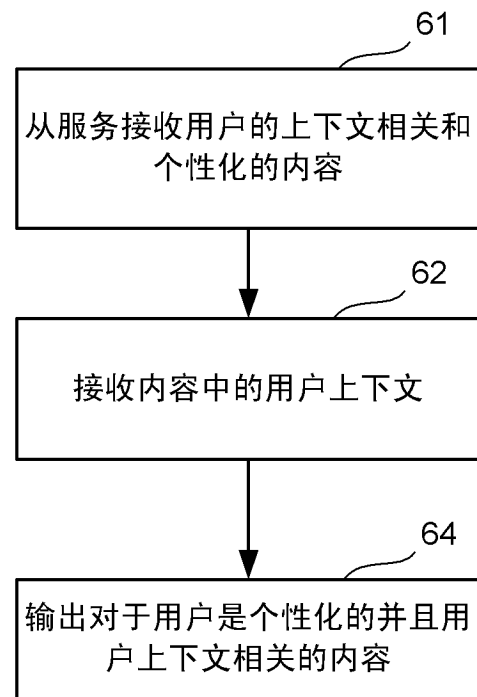 61
从服务接收用户的上下文相关和
个性化的内容
62
接收内容中的用户上下文
64
输出对于用户是个性化的并且用
户上下文相关的内容